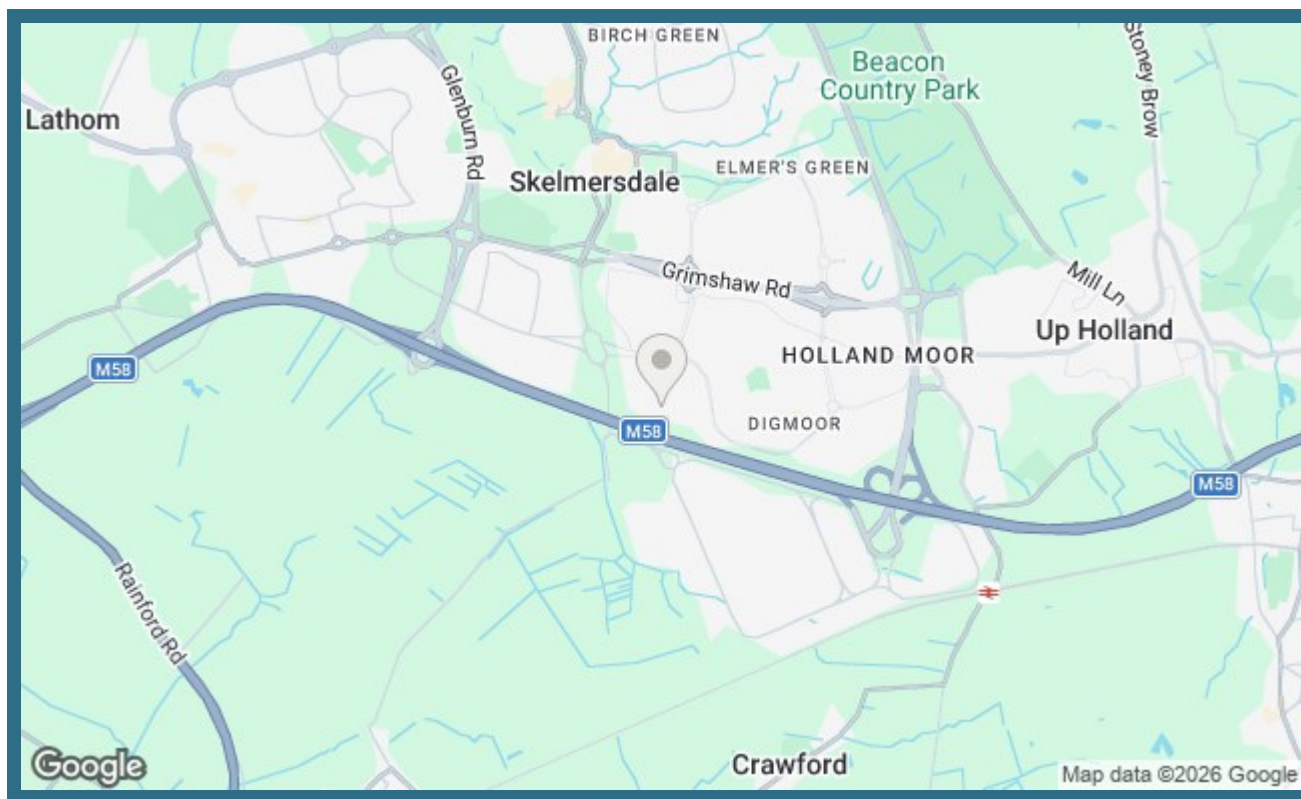 BIRCH GREEN
Beacon
Country Park
Stoney Brow
Glenburn Rd
Lathom
ELMER'S GREEN
Skelmersdale
Grimshaw Rd
Mill Ln
Up Holland
HOLLAND MOOR
M58
DIGMOOR
M58
M58
Rainford Rd
Crawford
Google
Map data ©2026 Google